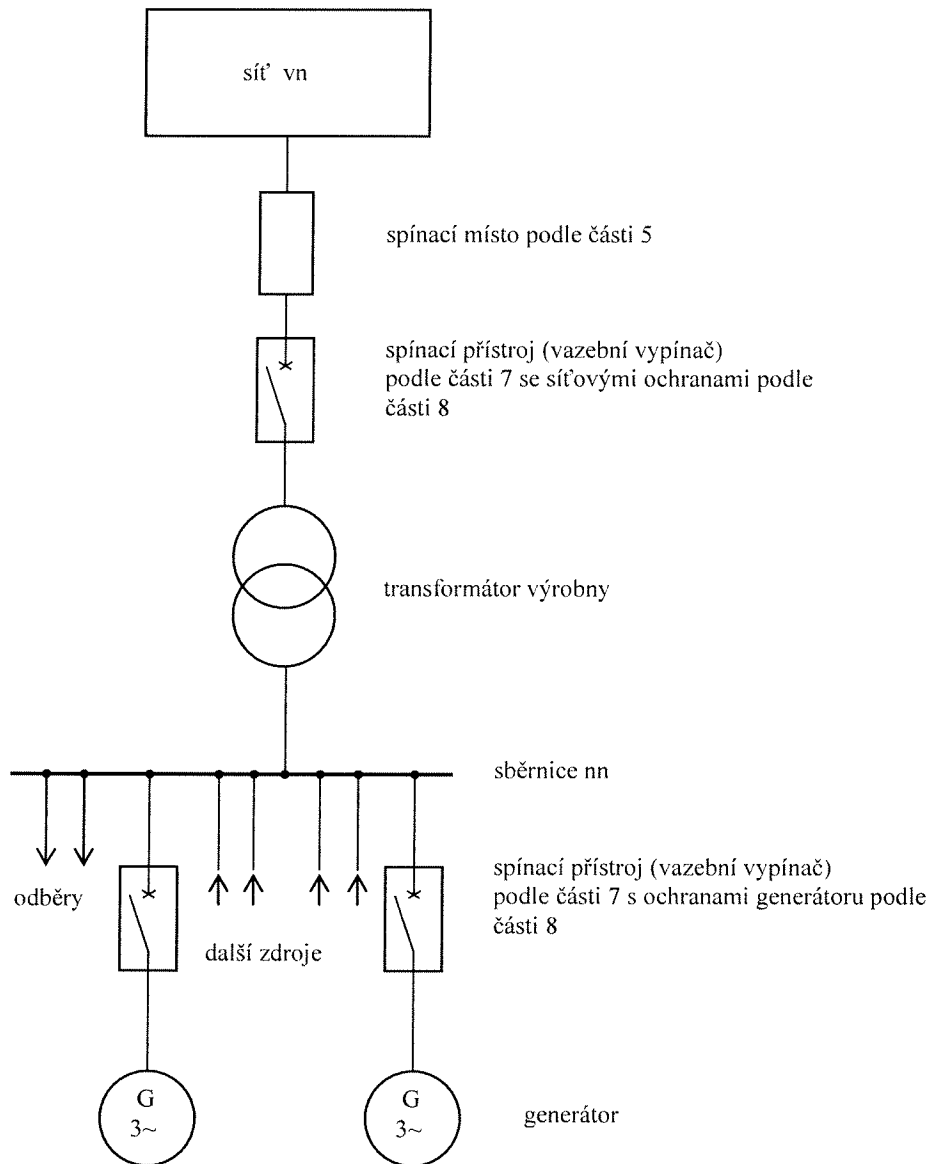 síť vn
spínací místo podle části 5
spínací přístroj (vazební vypínač)
podle části 7 se síťovými ochranami podle
části 8
transformátor výrobny
sběrnice nn
odběry
další zdroje
spínací přístroj (vazební vypínač)
podle části 7 s ochranami generátoru podle
části 8
G
3~
G
3~
generátor